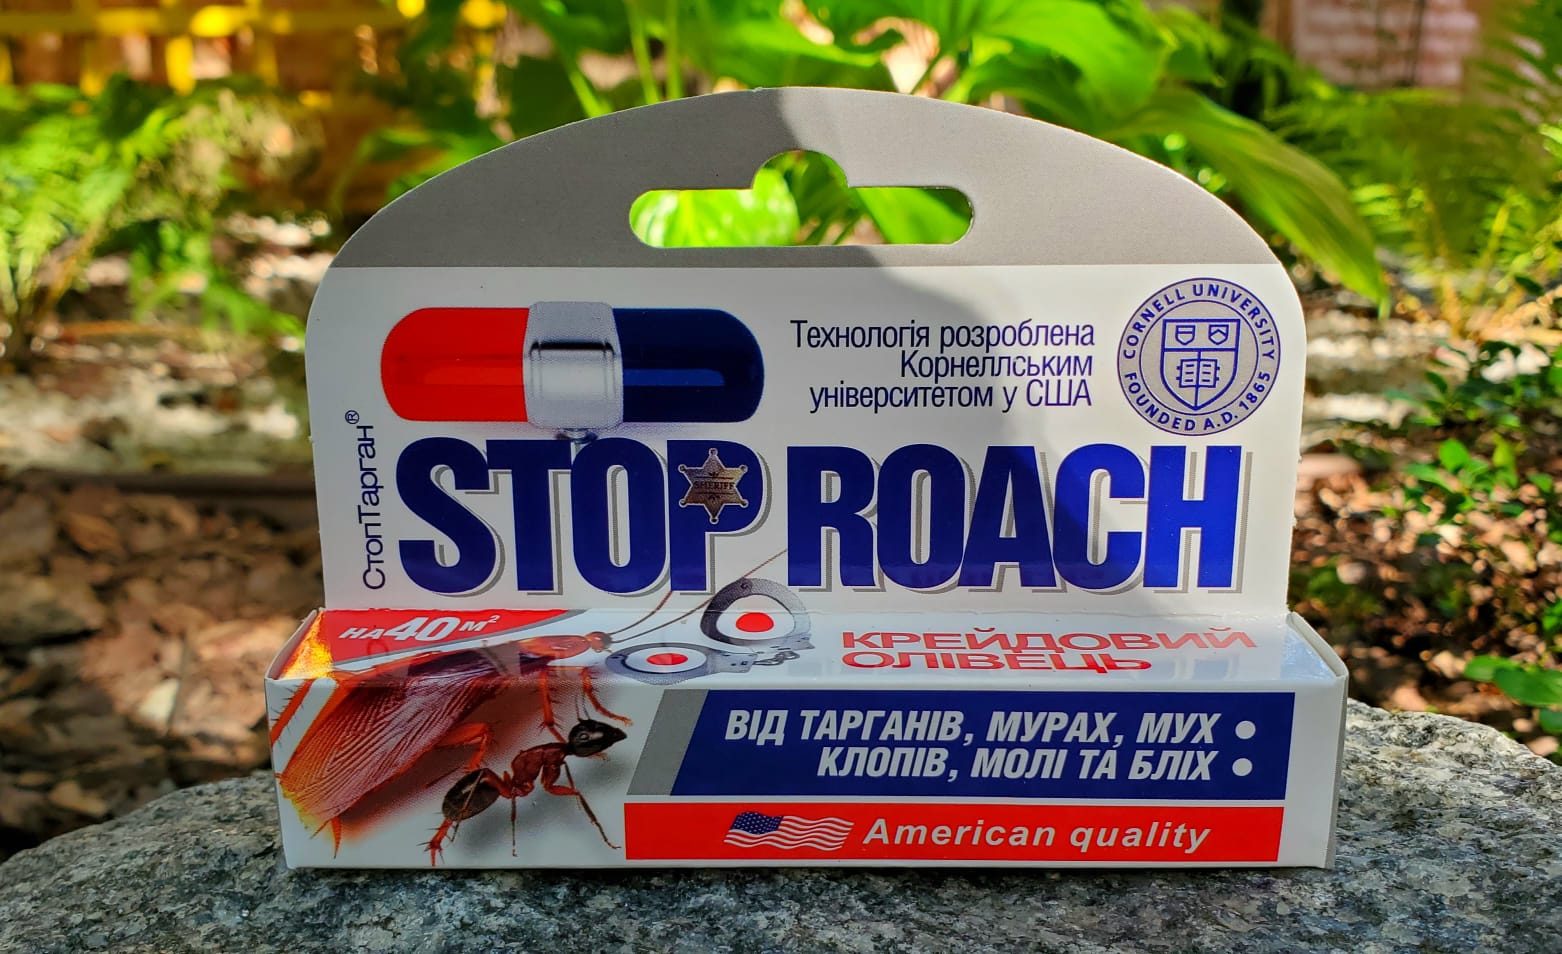 Технологія розроблена
Корнеллським
університетом у США
CORNELL UNIVERSITY
FOUNDED A.D. 1865
СтопТарган®
STOP ROACH
SHERIFF
НА 40 М²
КРЕЙДОВИЙ
ОЛІВЕЦЬ
ВІД ТАРГАНІВ, МУРАХ, МУХ •
КЛОПІВ, МОЛІ ТА БЛІХ •
American quality